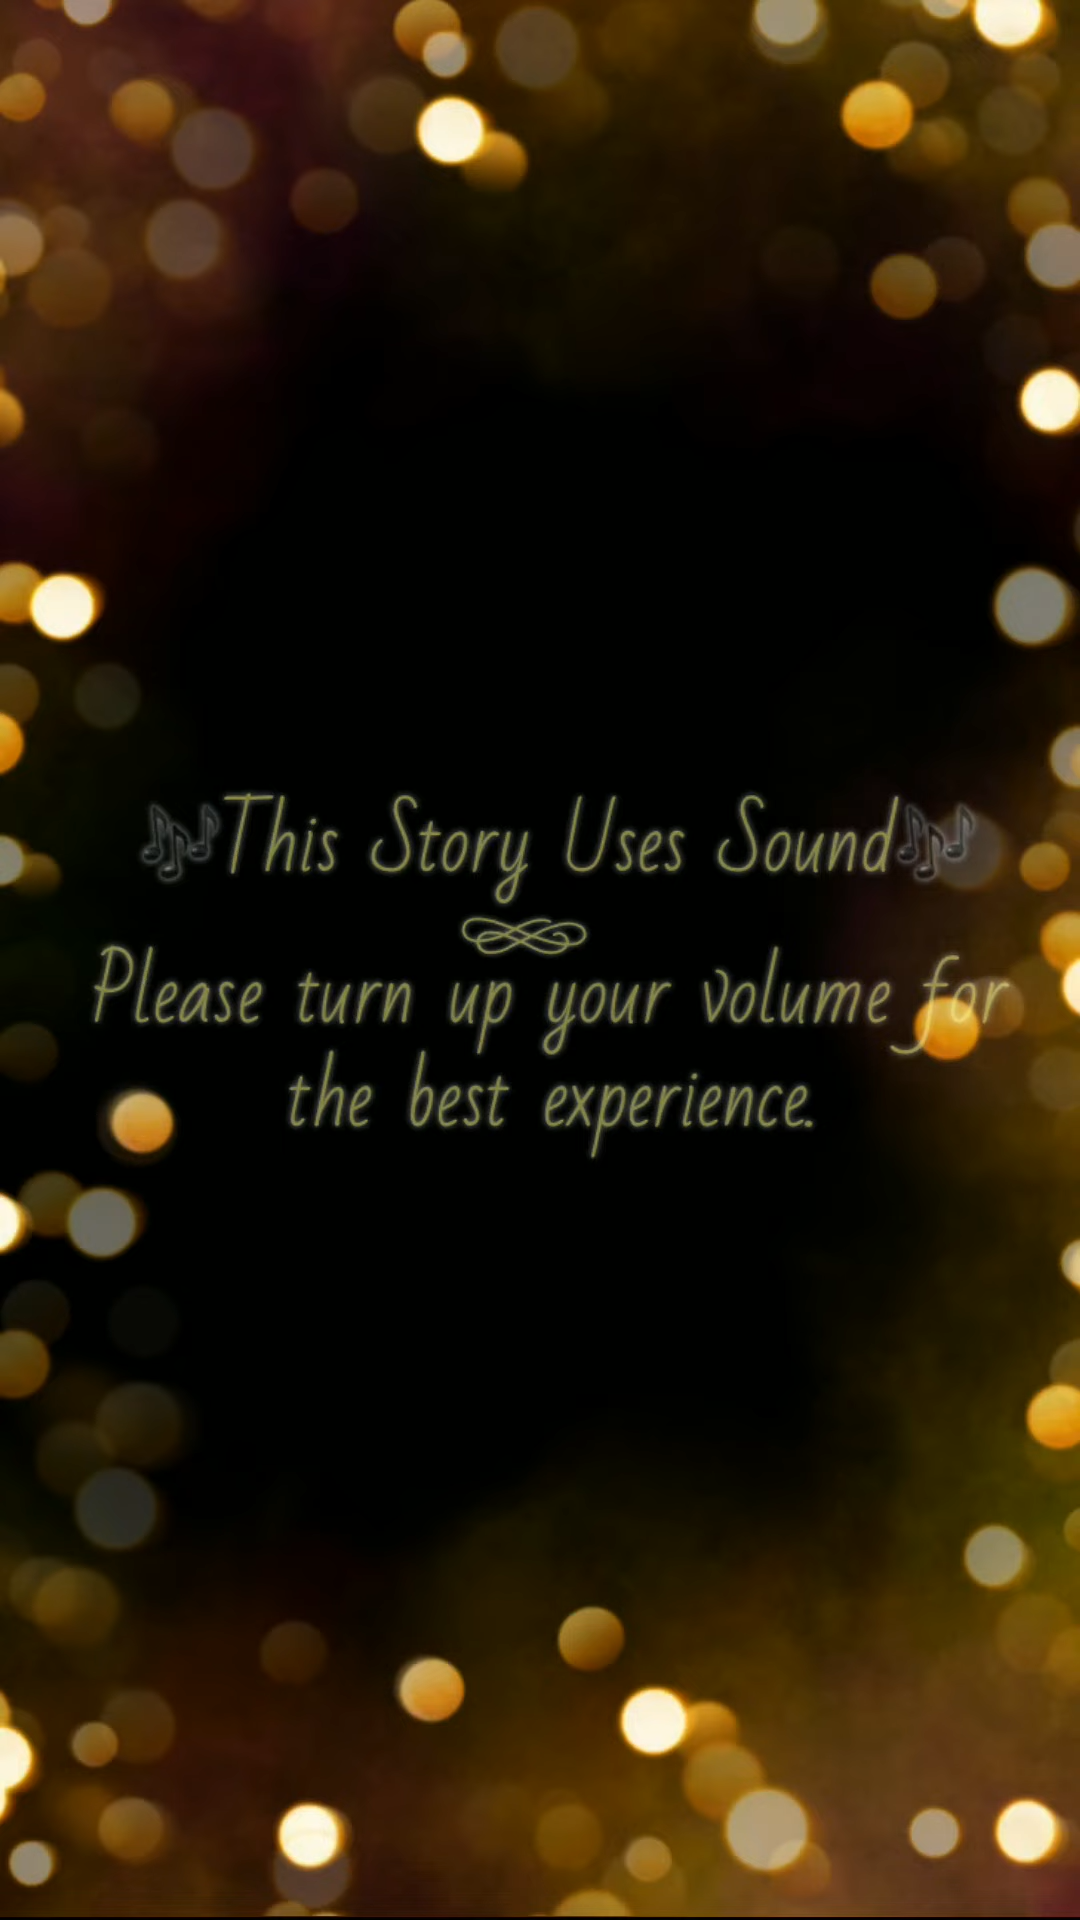 🎶This Story Uses Sound🎶
Please turn up your volume for
the best experience.